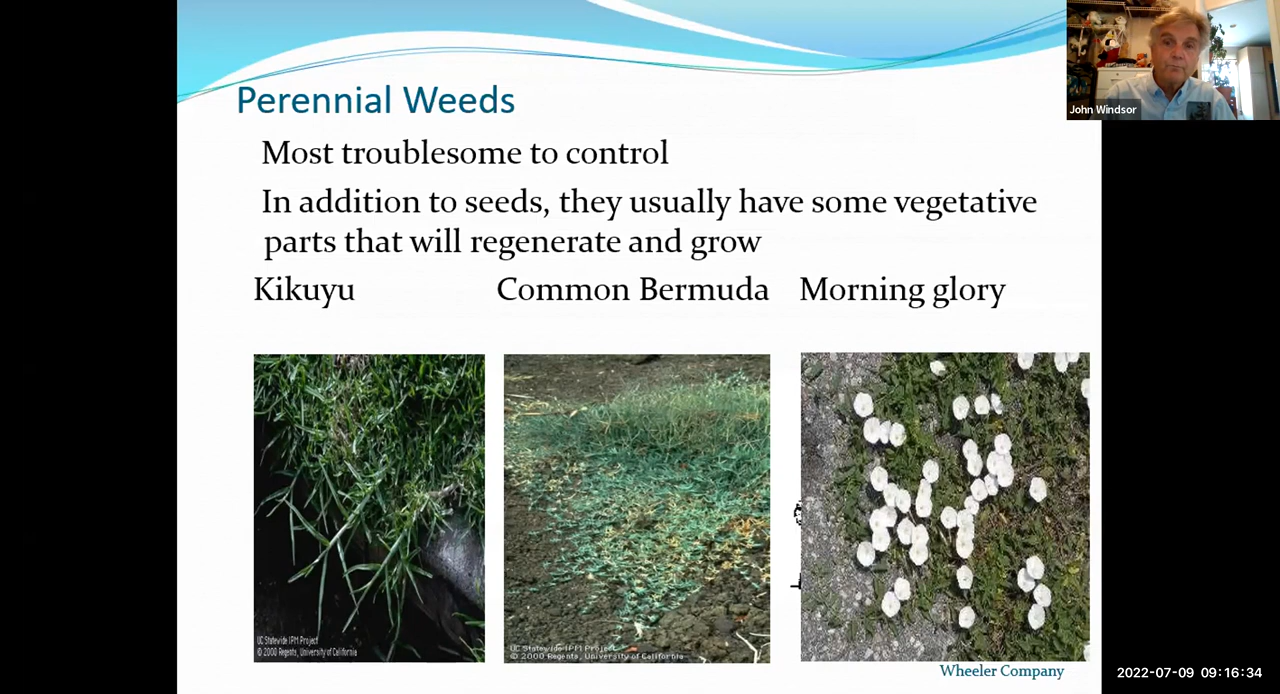 John Windsor
Perennial Weeds
Most troublesome to control
In addition to seeds, they usually have some vegetative
parts that will regenerate and grow
Kikuyu Common Bermuda Morning glory
UC Statewide IPM Project
© 2000 Regents, University of California
UC Statewide IPM Project
© 2000 Regents, University of California
Wheeler Company
2022-07-09 09:16:34